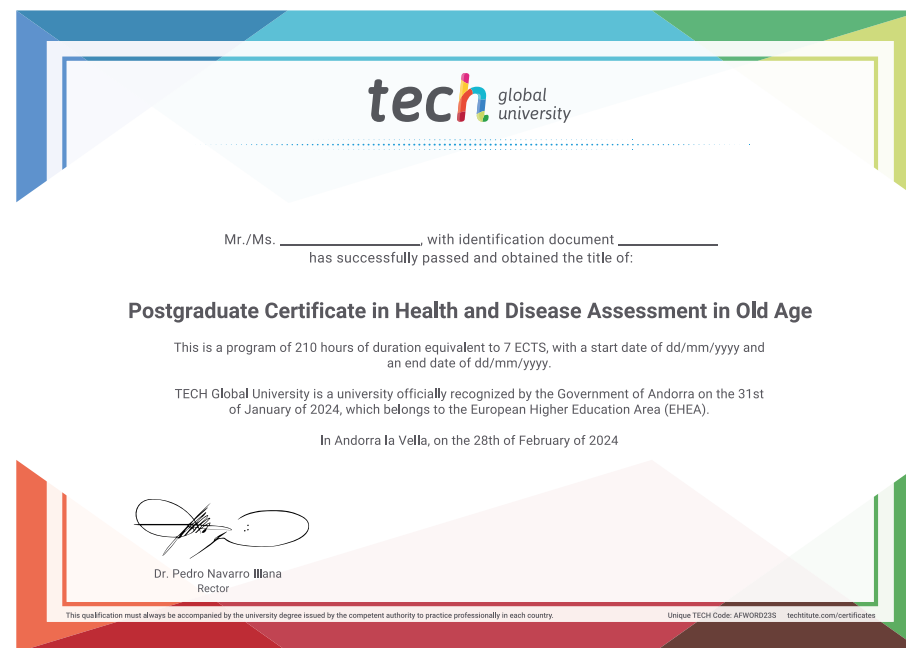 tech global university
Mr./Ms. ____________, with identification document ____________
has successfully passed and obtained the title of:
Postgraduate Certificate in Health and Disease Assessment in Old Age
This is a program of 210 hours of duration equivalent to 7 ECTS, with a start date of dd/mm/yyyy and
an end date of dd/mm/yyyy.
TECH Global University is a university officially recognized by the Government of Andorra on the 31st
of January of 2024, which belongs to the European Higher Education Area (EHEA).
In Andorra la Vella, on the 28th of February of 2024
Dr. Pedro Navarro Illana
Rector
This qualification must always be accompanied by the university degree issued by the competent authority to practice professionally in each country.
Unique TECH Code: AFWORD23S techtitute.com/certificates